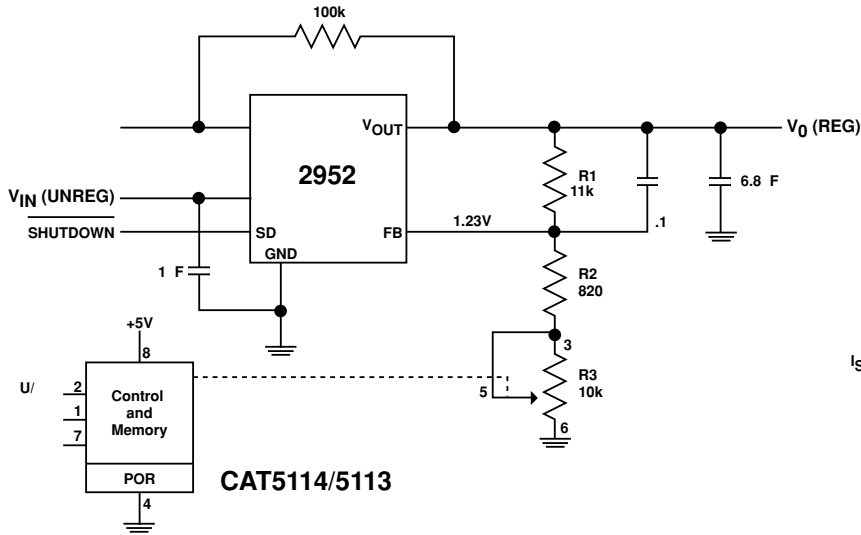 100k
2952
VOUT
V0 (REG)
R1
11k
6.8 F
VIN (UNREG)
SHUTDOWN
SD
FB
1.23V
.1
GND
1 F
R2
820
+5V
8
3
R3
10k
5
6
U/
2
1
7
Control
and
Memory
POR
CAT5114/5113
4
IS